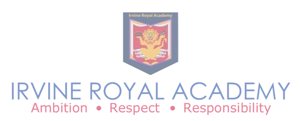 Irvine Royal Academy
IRVINE ROYAL ACADEMY
Ambition • Respect • Responsibility